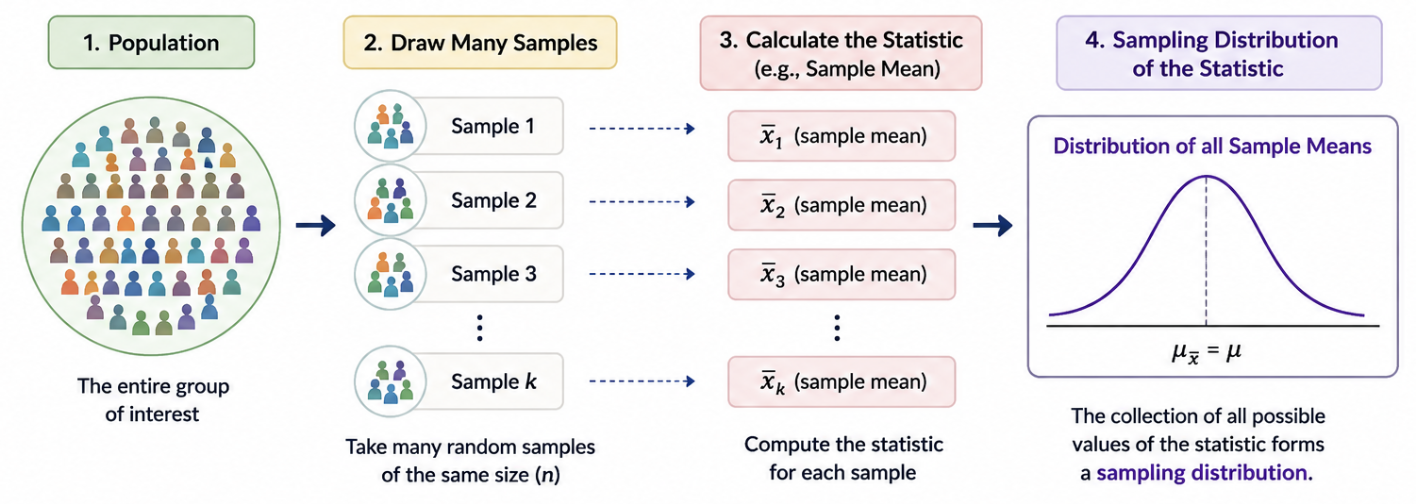 1. Population
The entire group
of interest
2. Draw Many Samples
Sample 1
Sample 2
Sample 3
⋮
Sample k
Take many random samples
of the same size (n)
3. Calculate the Statistic
(e.g., Sample Mean)
x̅₁ (sample mean)
x̅₂ (sample mean)
x̅₃ (sample mean)
⋮
x̅ₖ (sample mean)
Compute the statistic
for each sample
4. Sampling Distribution
of the Statistic
Distribution of all Sample Means
μ_x̅ = μ
The collection of all possible
values of the statistic forms
a sampling distribution.